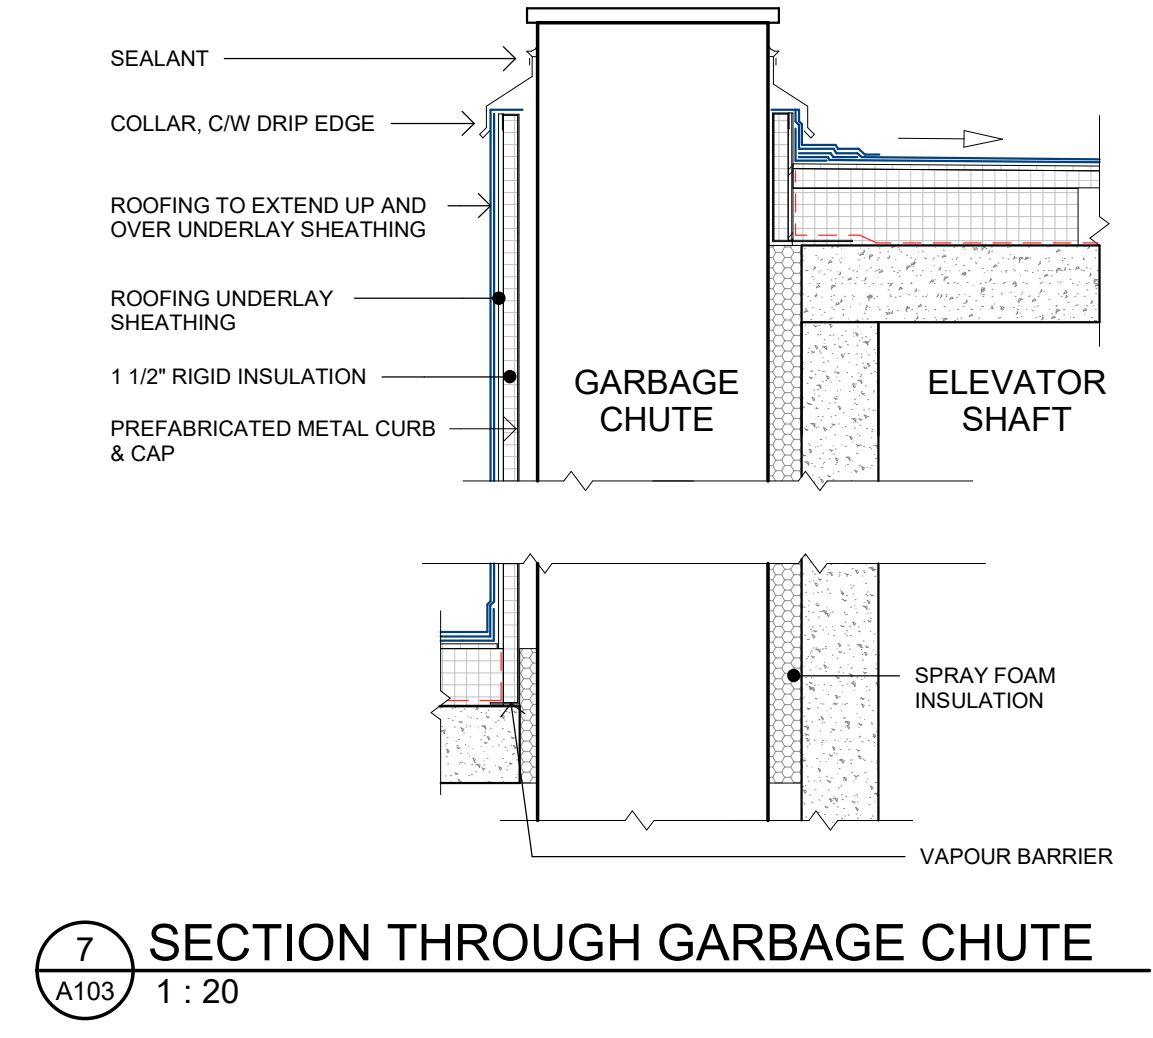 SEALANT
COLLAR, C/W DRIP EDGE
ROOFING TO EXTEND UP AND
OVER UNDERLAY SHEATHING
ROOFING UNDERLAY
SHEATHING
1 1/2" RIGID INSULATION
PREFABRICATED METAL CURB
& CAP
GARBAGE
CHUTE
ELEVATOR
SHAFT
SPRAY FOAM
INSULATION
VAPOUR BARRIER
7
A103
SECTION THROUGH GARBAGE CHUTE
1 : 20